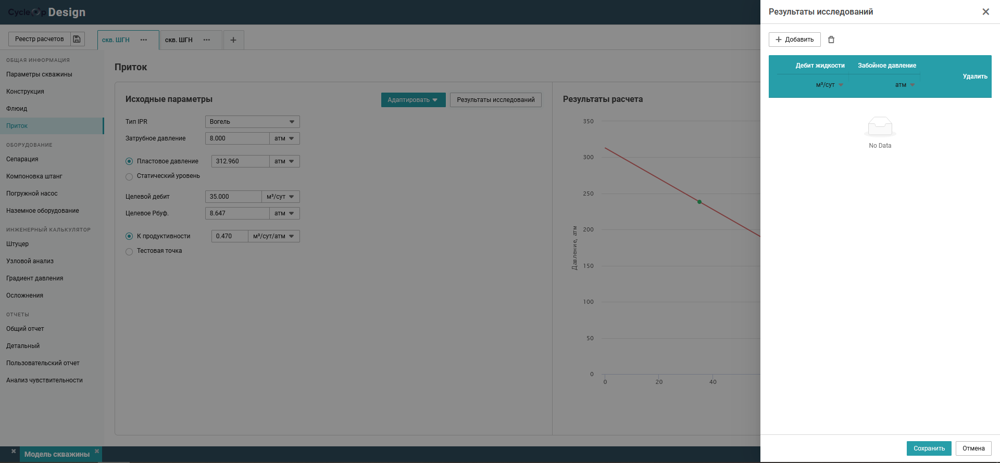 CycleOp Design
Реестр расчетов
скв. ШГН ••• скв. ШГН ••• +
ОБЩАЯ ИНФОРМАЦИЯ
Параметры скважины
Конструкция
Флюид
Приток
ОБОРУДОВАНИЕ
Сепарация
Компоновка штанг
Погружной насос
Наземное оборудование
ИНЖЕНЕРНЫЙ КАЛЬКУЛЯТОР
Штуцер
Узловой анализ
Градиент давления
Осложнения
ОТЧЕТЫ
Общий отчет
Детальный
Пользовательский отчет
Анализ чувствительности
Приток
Исходные параметры
Адаптировать
Результаты исследований
Тип IPR Вогель
Затрубное давление 8.000 атм
Пластовое давление 312.960 атм
Статический уровень
Целевой дебит 35.000 м³/сут
Целевое Рбуф. 8.647 атм
К продуктивности 0.470 м³/сут/атм
Тестовая точка
Результаты расчета
Давление, атм
350
300
250
200
150
100
50
0
0 20 40
Результаты исследований
+ Добавить
Дебит жидкости Забойное давление Удалить
м³/сут атм
No Data
Сохранить Отмена
Модель скважины